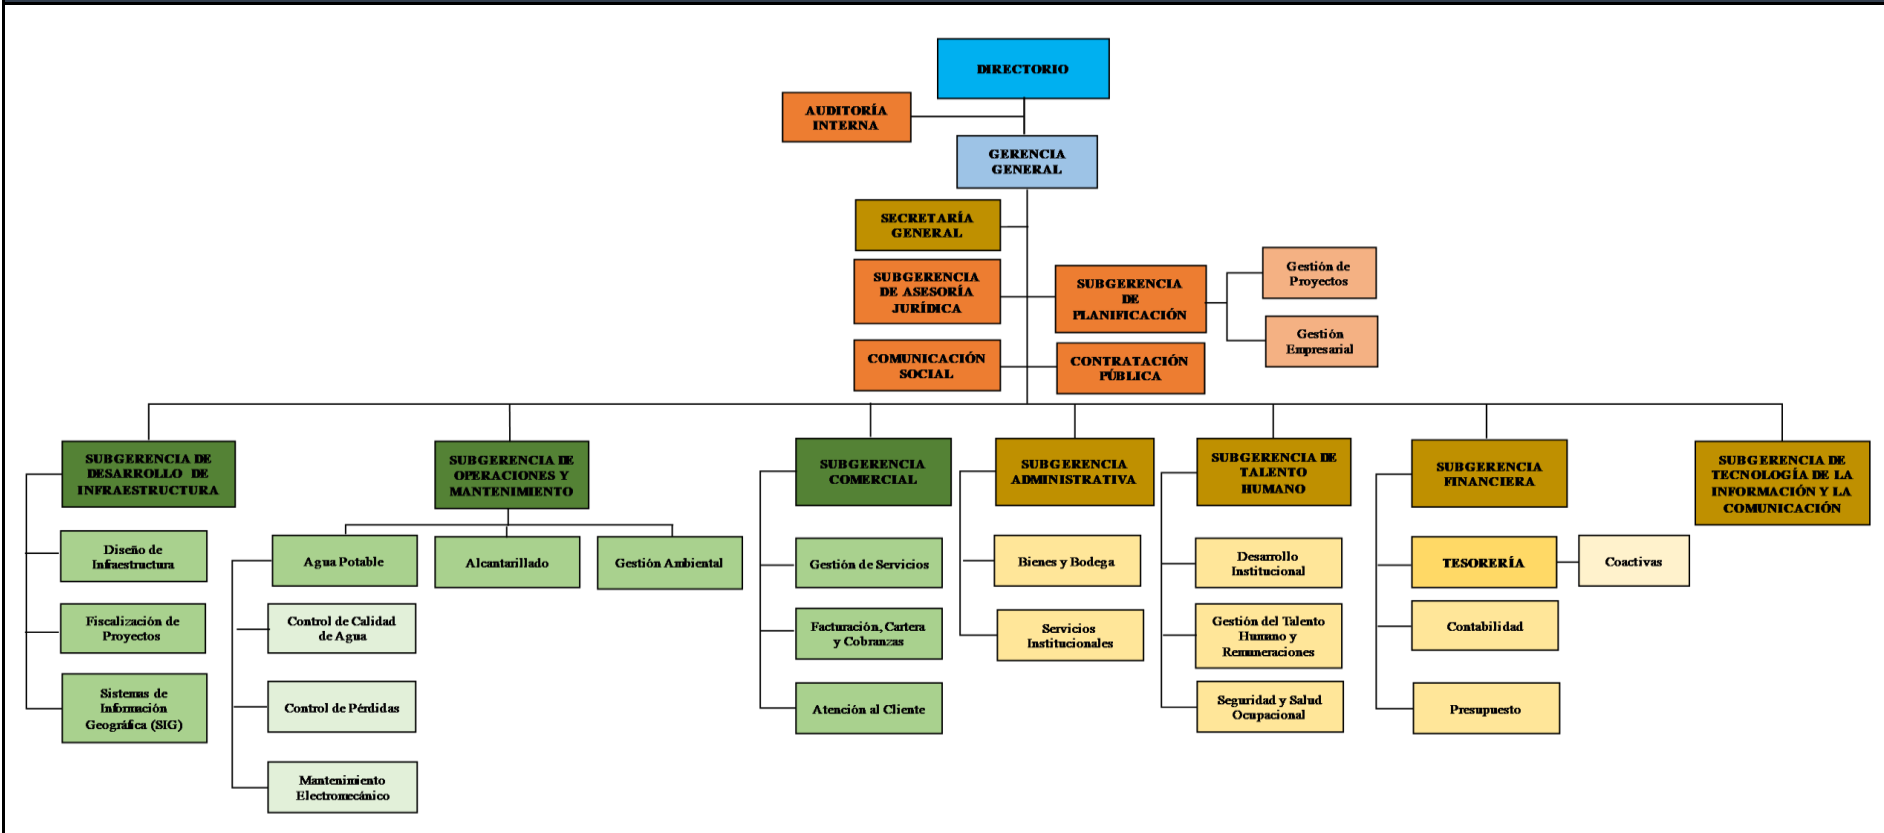 DIRECTORIO
AUDITORÍA
INTERNA
GERENCIA
GENERAL
SECRETARÍA
GENERAL
SUBGERENCIA
DE ASESORÍA
JURÍDICA
SUBGERENCIA
DE
PLANIFICACIÓN
Gestión de
Proyectos
Gestión
Empresarial
COMUNICACIÓN
SOCIAL
CONTRATACIÓN
PÚBLICA
SUBGERENCIA DE
DESARROLLO DE
INFRAESTRUCTURA
Diseño de
Infraestructura
Fiscalización de
Proyectos
Sistemas de
Información
Geográfica (SIG)
SUBGERENCIA DE
OPERACIONES Y
MANTENIMIENTO
Agua Potable
Alcantarillado
Gestión Ambiental
Control de Calidad
de Agua
Control de Pérdidas
Mantenimiento
Electromecánico
SUBGERENCIA
COMERCIAL
Gestión de Servicios
Facturación, Cartera
y Cobranzas
Atención al Cliente
SUBGERENCIA
ADMINISTRATIVA
Bienes y Bodega
Servicios
Institucionales
SUBGERENCIA DE
TALENTO
HUMANO
Desarrollo
Institucional
Gestión del Talento
Humano y
Remuneraciones
Seguridad y Salud
Ocupacional
SUBGERENCIA
FINANCIERA
TESORERÍA
Coactivas
Contabilidad
Presupuesto
SUBGERENCIA DE
TECNOLOGÍA DE LA
INFORMACIÓN Y LA
COMUNICACIÓN